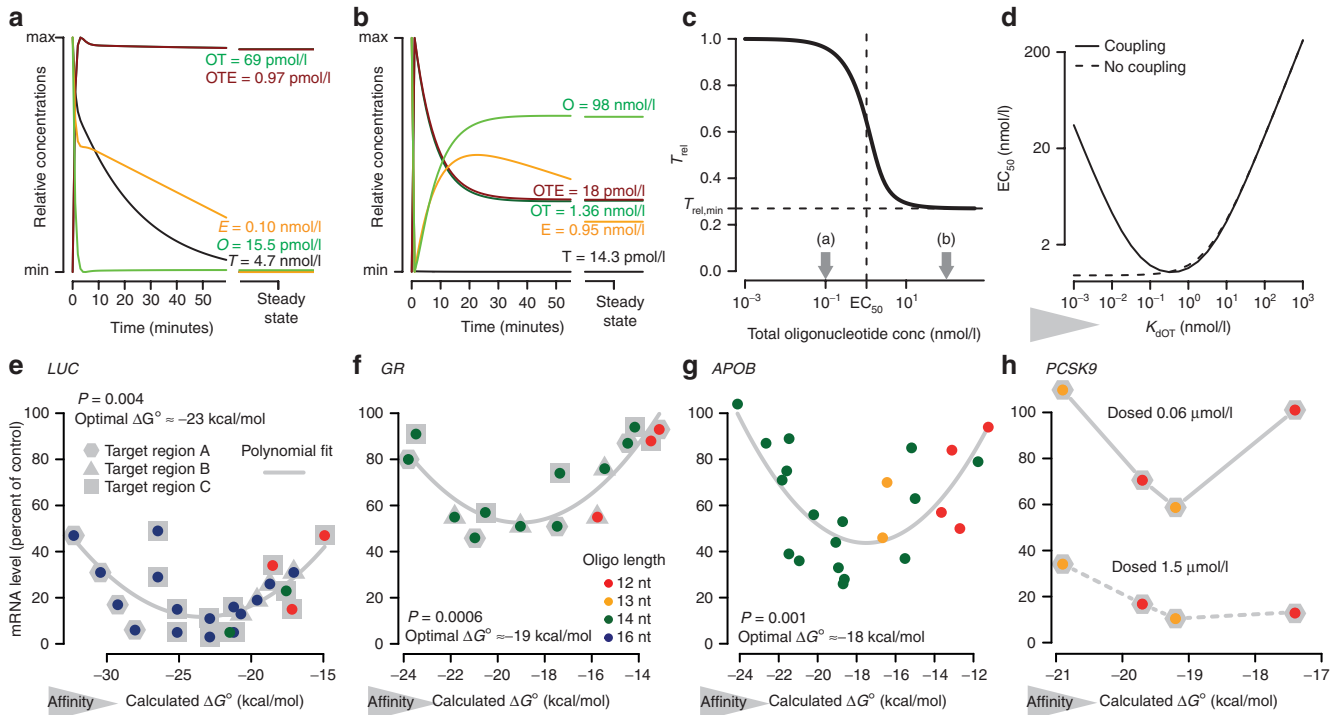 a
max
Relative concentrations
OT = 69 pmol/l
OTE = 0.97 pmol/l
E = 0.10 nmol/l
O = 15.5 pmol/l
T = 4.7 nmol/l
min
0 10 20 30 40 50
Time (minutes)
Steady
state
b
max
Relative concentrations
O = 98 nmol/l
OTE = 18 pmol/l
OT = 1.36 nmol/l
E = 0.95 nmol/l
T = 14.3 pmol/l
min
0 10 20 30 40 50
Time (minutes)
Steady
state
c
1.0
0.8
0.6
T_rel
0.4
T_rel,min
0.2
0.0
(a)
(b)
10⁻³ 10⁻¹ EC₅₀ 10¹
Total oligonucleotide conc (nmol/l)
d
Coupling
No coupling
200
20
2
EC₅₀ (nmol/l)
10⁻³ 10⁻² 10⁻¹ 10⁰ 10¹ 10² 10³
K_dOT (nmol/l)
e
LUC
P = 0.004
Optimal ΔG° ≈ −23 kcal/mol
Target region A
Target region B
Target region C
Polynomial fit
mRNA level (percent of control)
100
80
60
40
20
0
−30 −25 −20 −15
Affinity
Calculated ΔG° (kcal/mol)
f
GR
100
80
60
40
20
0
Oligo length
12 nt
13 nt
14 nt
16 nt
P = 0.0006
Optimal ΔG° ≈−19 kcal/mol
−24 −22 −20 −18 −16 −14
Affinity
Calculated ΔG° (kcal/mol)
g
APOB
100
80
60
40
20
0
P = 0.001
Optimal ΔG° ≈−18 kcal/mol
−24 −22 −20 −18 −16 −14 −12
Affinity
Calculated ΔG° (kcal/mol)
h
PCSK9
100
80
60
40
20
0
Dosed 0.06 μmol/l
Dosed 1.5 μmol/l
−21 −20 −19 −18 −17
Affinity
Calculated ΔG° (kcal/mol)